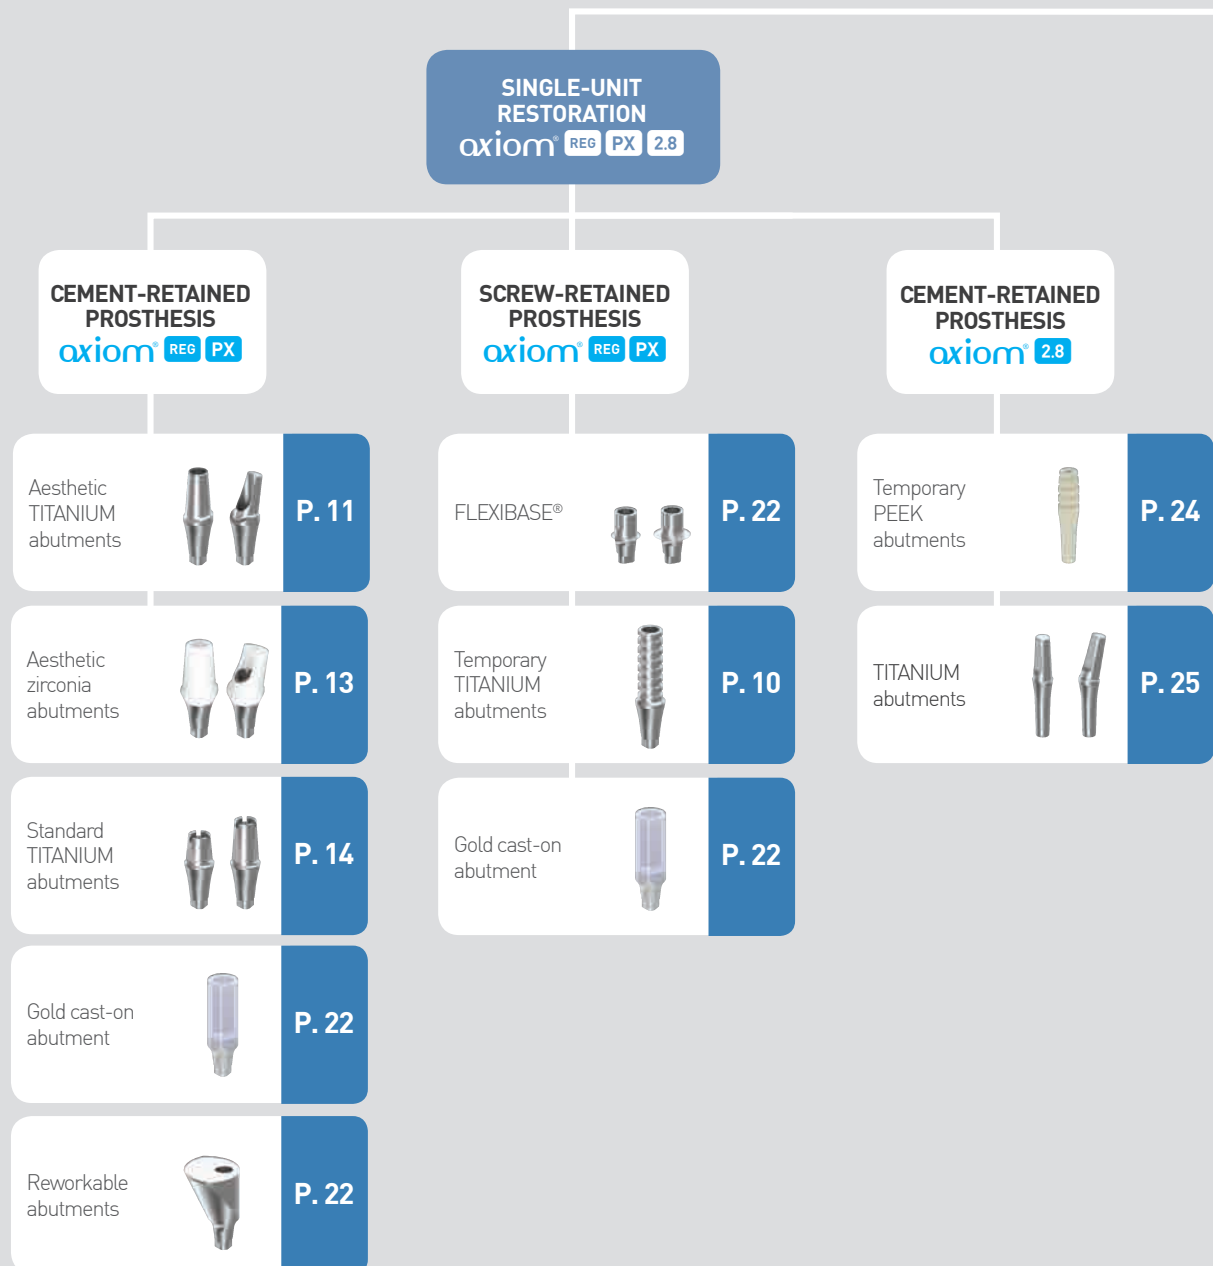 SINGLE-UNIT
RESTORATION
axiom® REG PX 2.8
CEMENT-RETAINED
PROSTHESIS
axiom® REG PX
Aesthetic
TITANIUM
abutments
P. 11
Aesthetic
zirconia
abutments
P. 13
Standard
TITANIUM
abutments
P. 14
Gold cast-on
abutment
P. 22
Reworkable
abutments
P. 22
SCREW-RETAINED
PROSTHESIS
axiom® REG PX
FLEXIBASE®
P. 22
Temporary
TITANIUM
abutments
P. 10
Gold cast-on
abutment
P. 22
CEMENT-RETAINED
PROSTHESIS
axiom® 2.8
Temporary
PEEK
abutments
P. 24
TITANIUM
abutments
P. 25